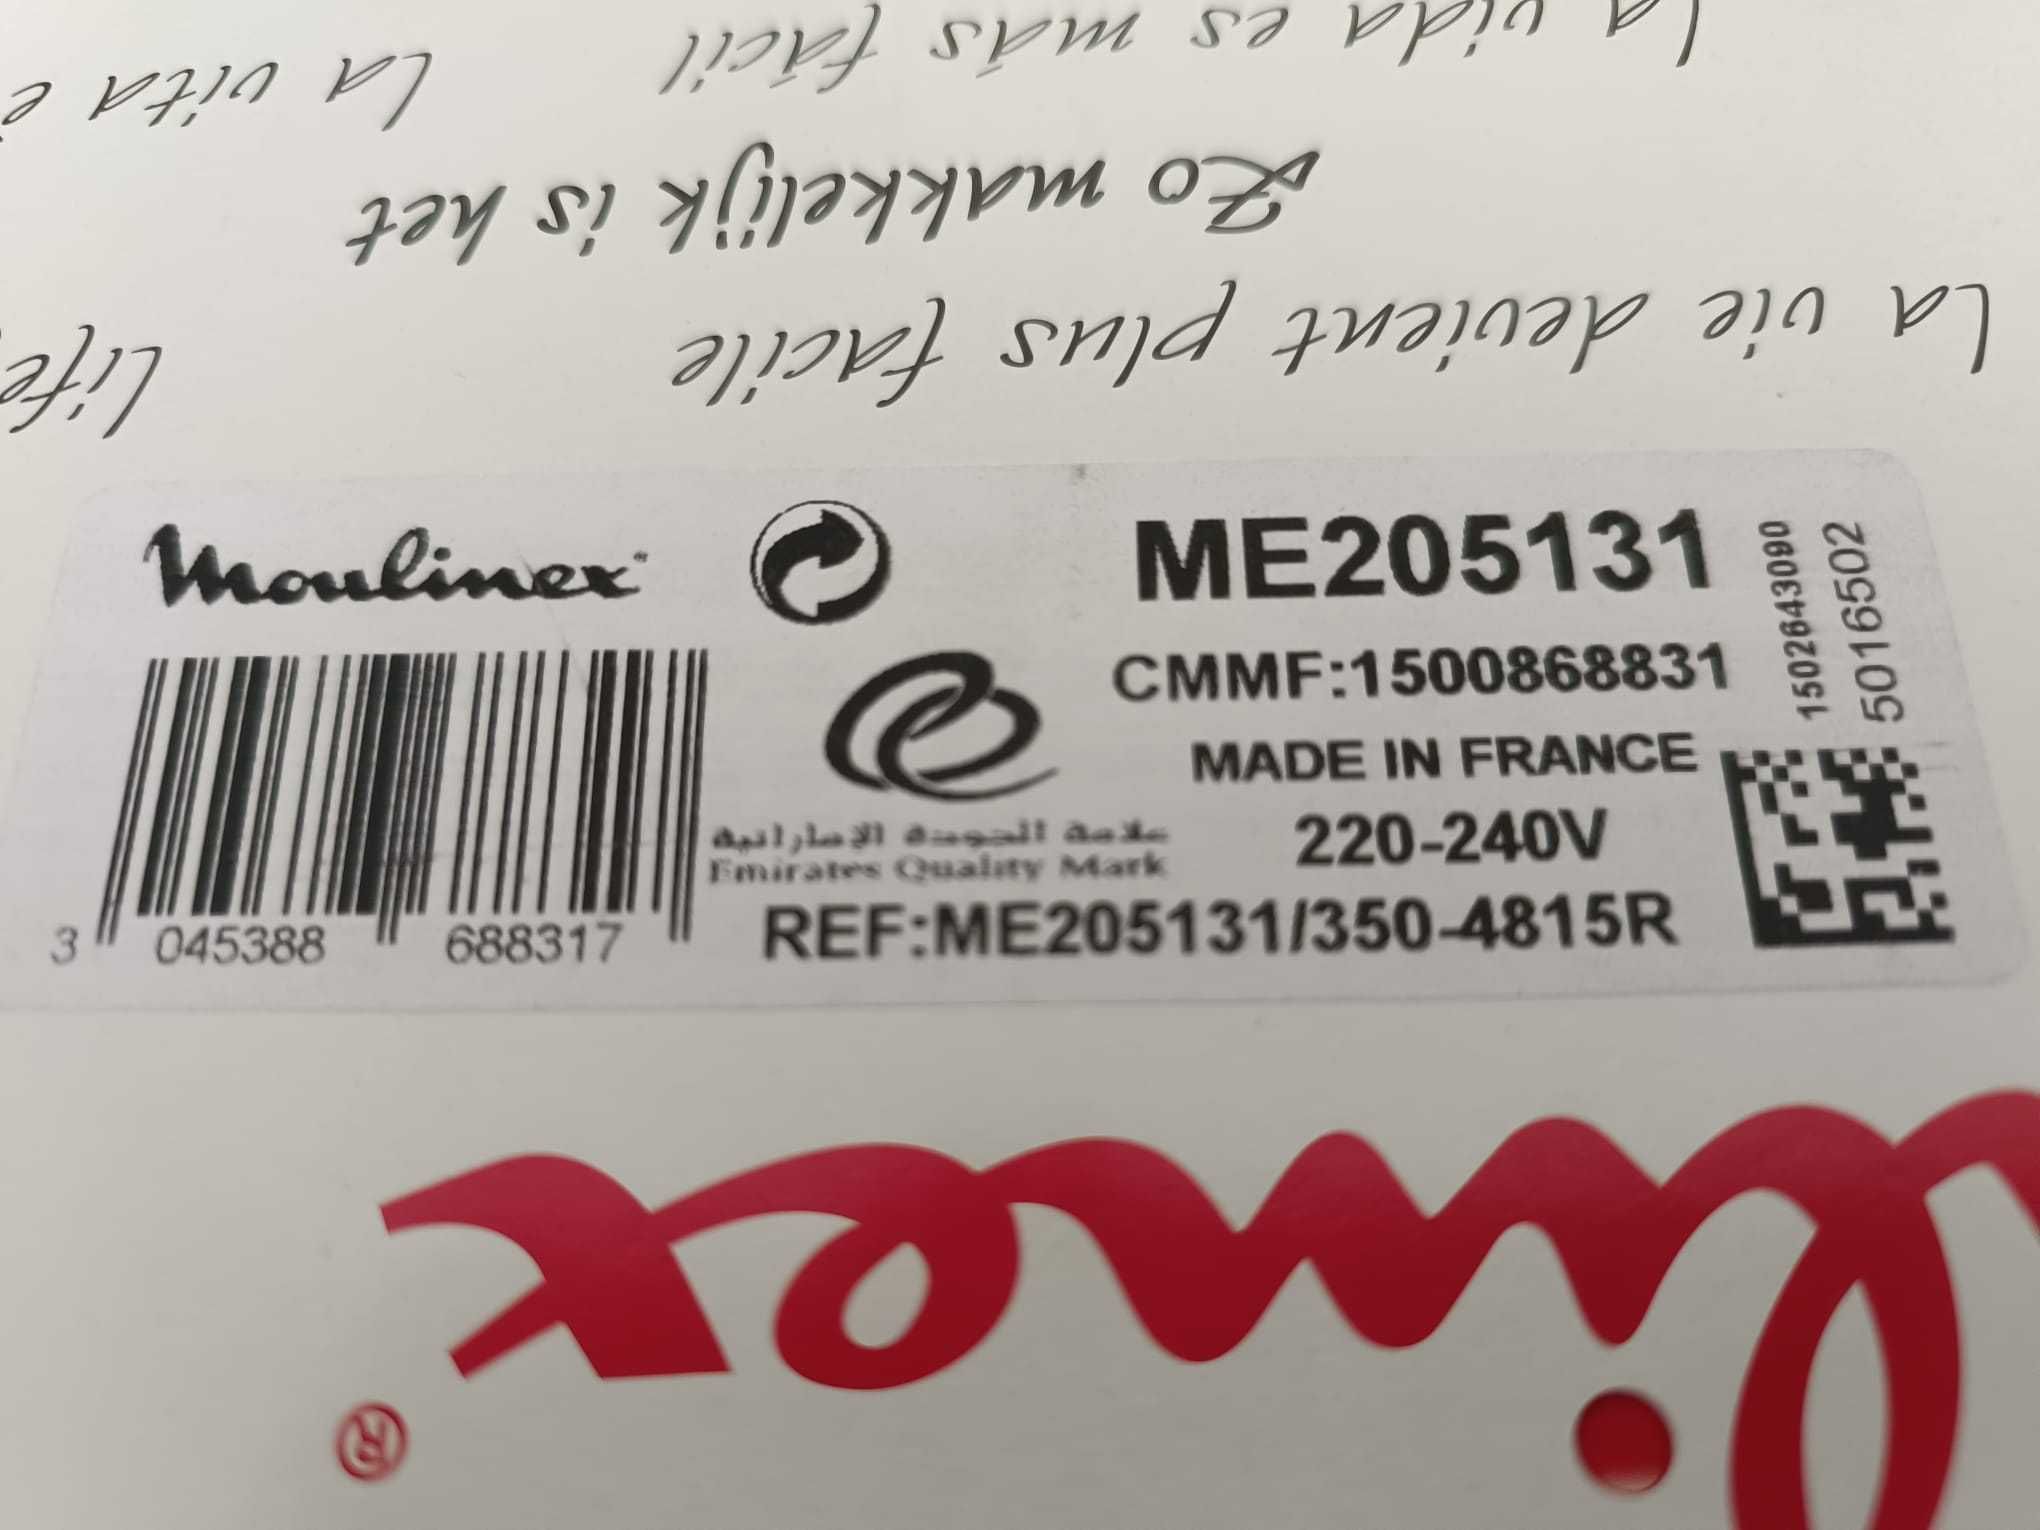 La vida es más fácil
La vita è
Zo makkelijk is het
La vie devient plus facile
Life
Moulinex
ME205131
CMMF:1500868831
MADE IN FRANCE
220-240V
علامة الجودة الإماراتية
Emirates Quality Mark
REF:ME205131/350-4815R
3 045388 688317
1502643090
5016502
linex®